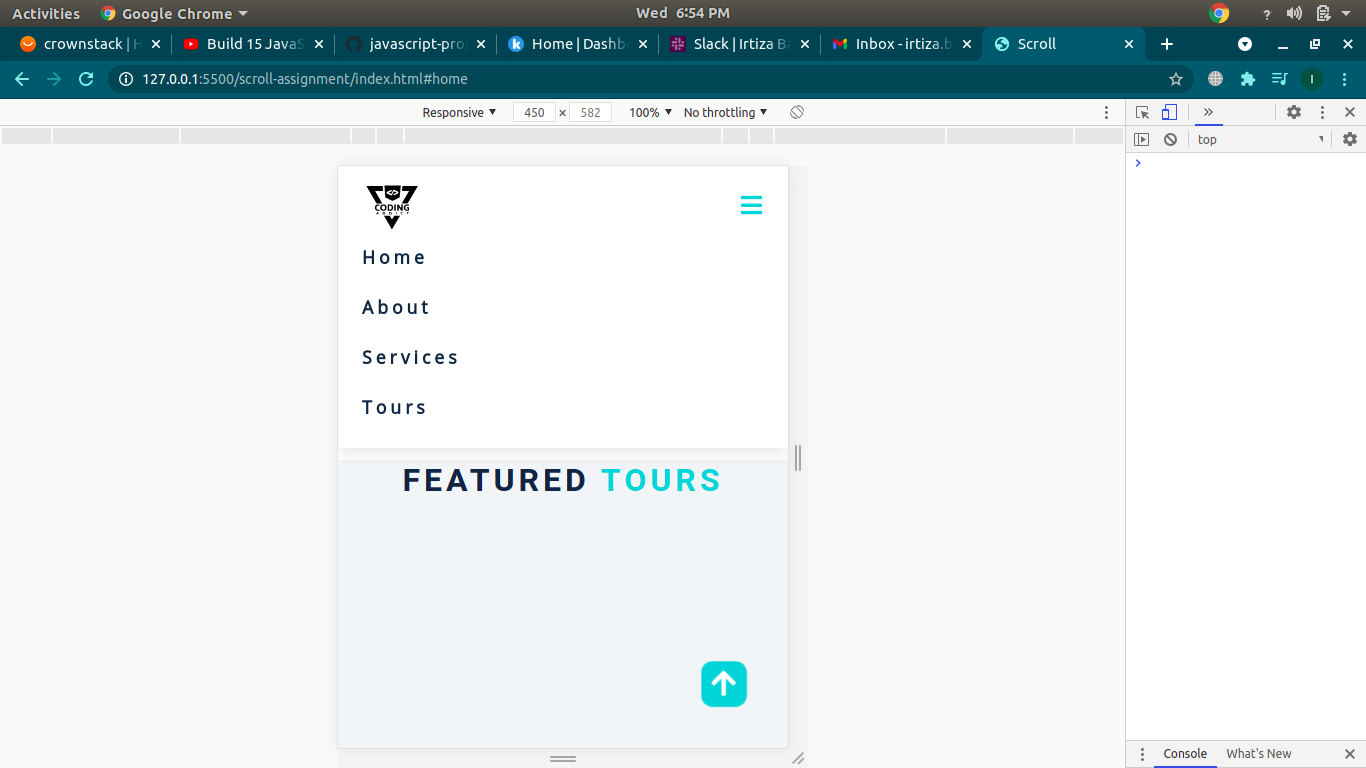 Activities Google Chrome Wed 6:54 PM ?
crownstack | H Build 15 JavaS javascript-proj Home | Dashb Slack | Irtiza Ba Inbox - irtiza.b Scroll
127.0.0.1:5500/scroll-assignment/index.html#home I
Responsive 450 × 582 100% No throttling
top
</>
CODING
ADDICT
Home
About
Services
Tours
FEATURED TOURS
Console What's New